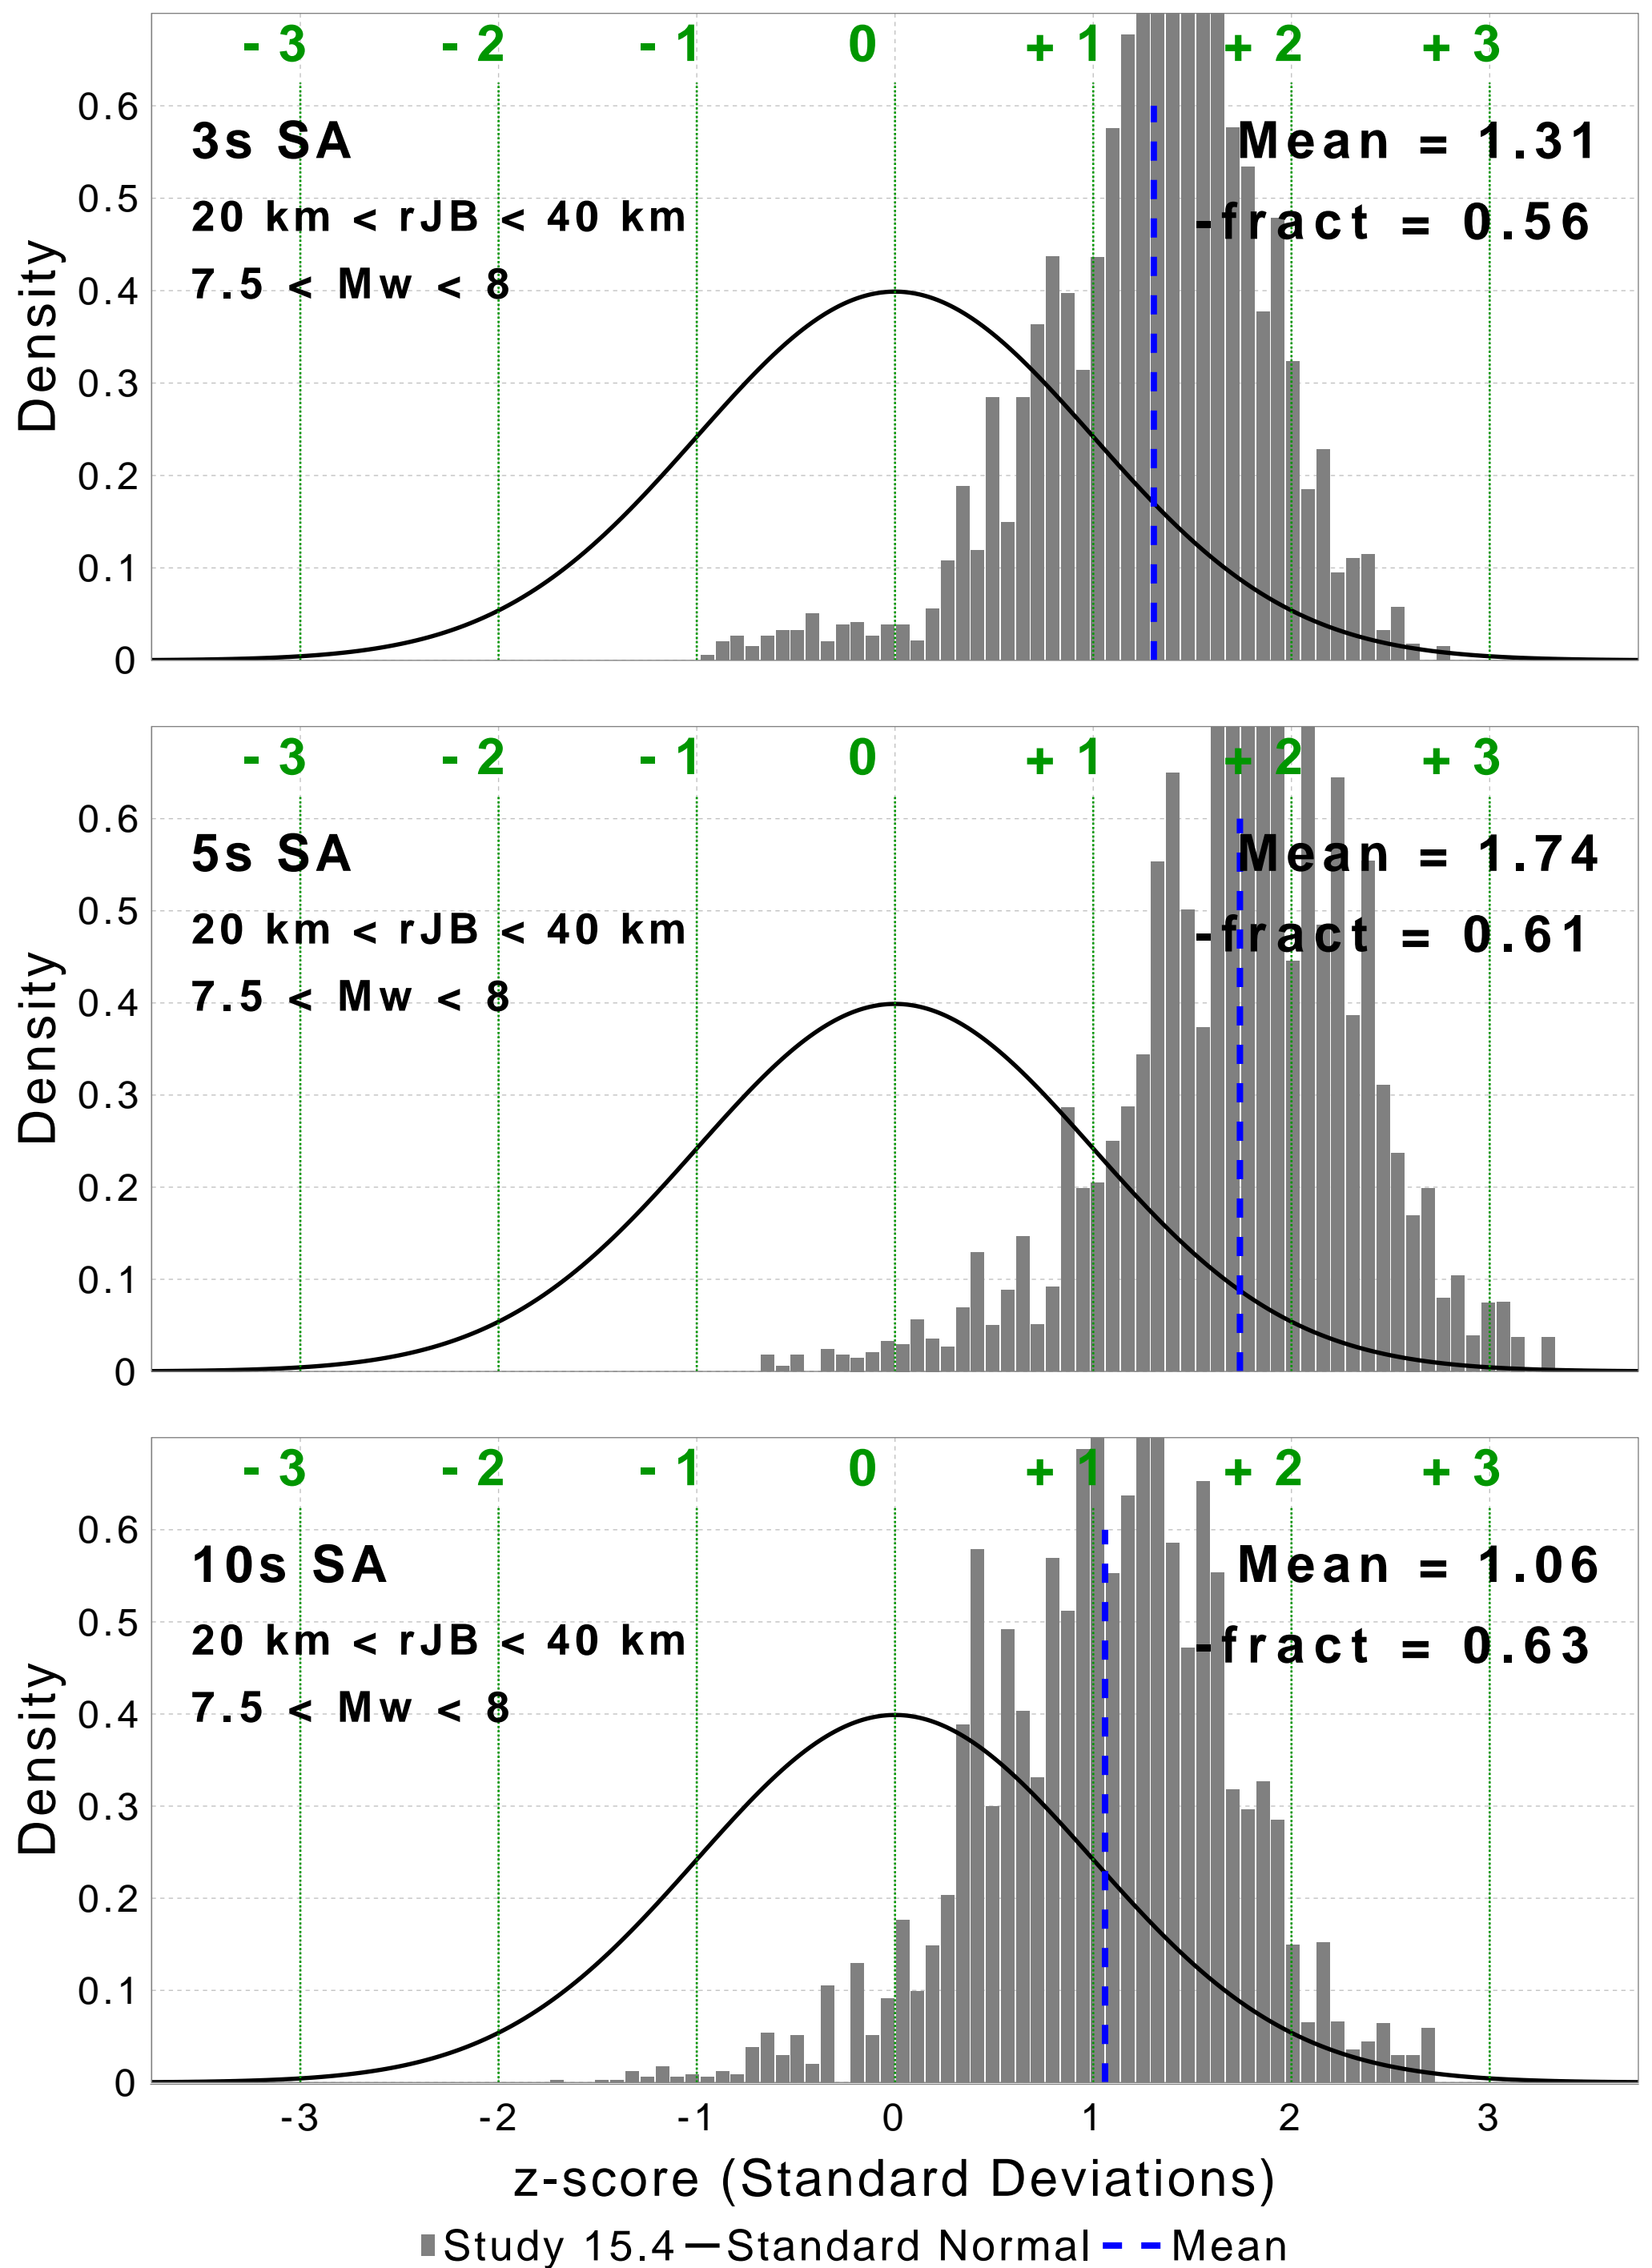 - 3 - 2 - 1 0 + 1 + 2 + 3
0.6
0.5
0.4
0.3
0.2
0.1
0
Density
3s SA
20 km < rJB < 40 km
7.5 < Mw < 8
Mean = 1.31
-fract = 0.56
- 3 - 2 - 1 0 + 1 + 2 + 3
0.6
0.5
0.4
0.3
0.2
0.1
0
Density
5s SA
20 km < rJB < 40 km
7.5 < Mw < 8
Mean = 1.74
-fract = 0.61
- 3 - 2 - 1 0 + 1 + 2 + 3
0.6
0.5
0.4
0.3
0.2
0.1
0
Density
10s SA
20 km < rJB < 40 km
7.5 < Mw < 8
Mean = 1.06
-fract = 0.63
-3 -2 -1 0 1 2 3
z-score (Standard Deviations)
Study 15.4 Standard Normal Mean